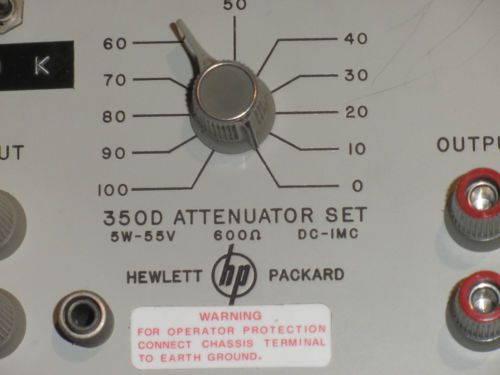 50
60
40
K
70
30
80
20
UT
90
10
OUTPU
100
0
350D ATTENUATOR SET
5W-55V 600Ω DC-1MC
HEWLETT hp PACKARD
WARNING
FOR OPERATOR PROTECTION
CONNECT CHASSIS TERMINAL
TO EARTH GROUND.